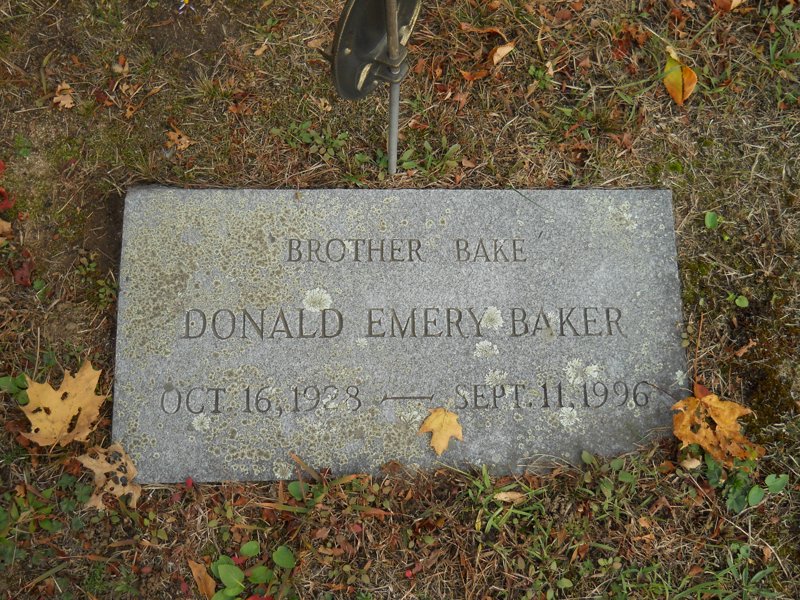 BROTHER BAKE
DONALD EMERY BAKER
OCT. 16, 1928 — SEPT. 11, 1996